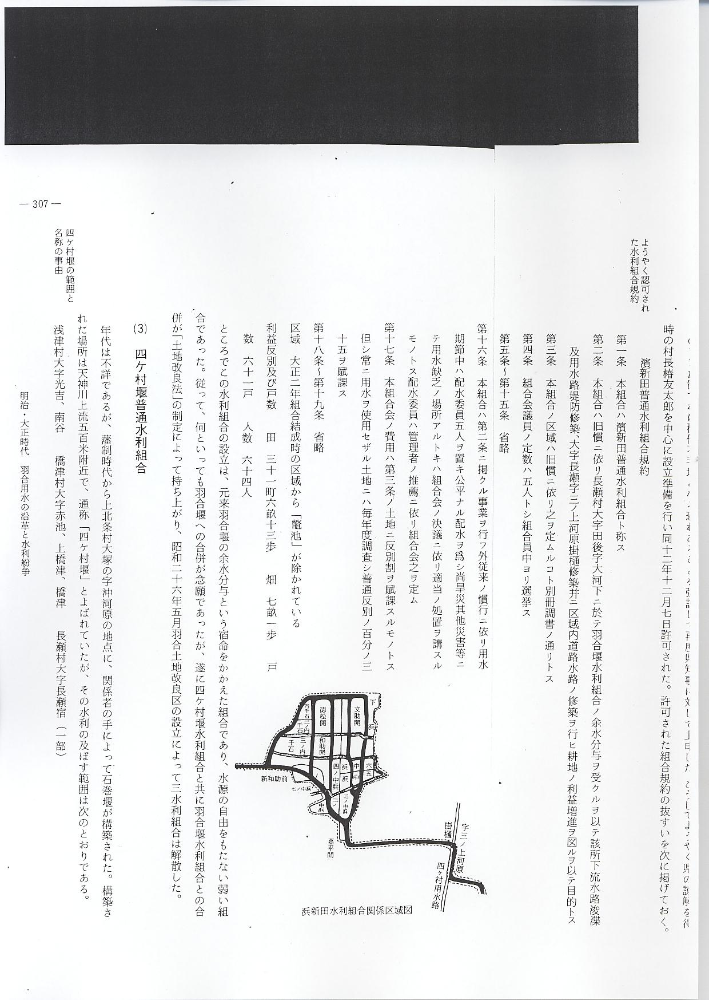 ようやく認可され
た水利組合規約
時の村長椿友太郎を中心に設立準備を行い同十二年十二月七日許可された。許可された組合規約の抜すいを次に掲げておく。
濱新田普通水利組合規約
第一条　本組合ハ濱新田普通水利組合ト称ス
第二条　本組合ハ旧慣ニ依リ長瀬村大字田後字大河下ニ於テ羽合堰水利組合ノ余水分与ヲ受クルヲ以テ該所下流水路浚渫
及用水路堤防修築、大字長瀬字三ノ上河原掛樋修築并ニ区域内道路水路ノ修築ヲ行ヒ耕地ノ利益増進ヲ図ルヲ以テ目的トス
第三条　本組合ノ区域ハ旧慣ニ依リ之ヲ定ムルコト別冊調書ノ通リトス
第四条　組合会議員ノ定数ハ五人トシ組合員中ヨリ選挙ス
第五条〜第十五条　省略
第十六条　本組合ハ第二条ニ掲クル事業ヲ行フ外従来ノ慣行ニ依リ用水
期節中ハ配水委員五人ヲ置キ公平ナル配水ヲ爲シ尚旱災其他災害等ニ
テ用水缺乏ノ場所アルトキハ組合会ノ決議ニ依リ適当ノ処置ヲ講スル
モノトス配水委員ハ管理者ノ推薦ニ依リ組合会之ヲ定ム
第十七条　本組合会ノ費用ハ第三条ノ土地ニ反別割ヲ賦課スルモノトス
但シ常ニ用水ヲ使用セザル土地ニハ毎年度調査シ普通反別ノ百分ノ三
十五ヲ賦課ス
第十八条〜第十九条　省略
区域　大正二年組合結成時の区域から「鼈池」が除かれている
利益反別及び戸数　田　三十一町六畝十三歩　畑　七畝一歩　戸
数　六十一戸　人数　六十四人
下浜
文助開
徳松開
内千石
二ノ内千石
三ノ内千石
和助開
六五
中中
浜浜
四ノ中浜
三ノ中浜
二ノ中浜
七ノ中浜
新和助前
嘉平開
掛樋
字三ノ上河原
四ヶ村用水路
浜新田水利組合関係区域図
ところでこの水利組合の設立は、元来羽合堰の余水分与という宿命をかかえた組合であり、水源の自由をもたない弱い組
合であった。従って、何といっても羽合堰への合併が念願であったが、遂に四ケ村堰水利組合と共に羽合堰水利組合との合
併が「土地改良法」の制定によって持ち上がり、昭和二十六年五月羽合土地改良区の設立によって三水利組合は解散した。
(3)　四ケ村堰普通水利組合
年代は不詳であるが、藩制時代から上北条村大塚の字沖河原の地点に、関係者の手によって石巻堰が構築された。構築さ
れた場所は天神川上流五百米附近で、通称「四ケ村堰」とよばれていたが、その水利の及ぼす範囲は次のとおりである。
四ケ村堰の範囲と
名称の事由
浅津村大字光吉、南谷　橋津村大字赤池、上橋津、橋津　長瀬村大字長瀬宿（一部）
明治・大正時代　羽合用水の沿革と水利紛争
― 307 ―